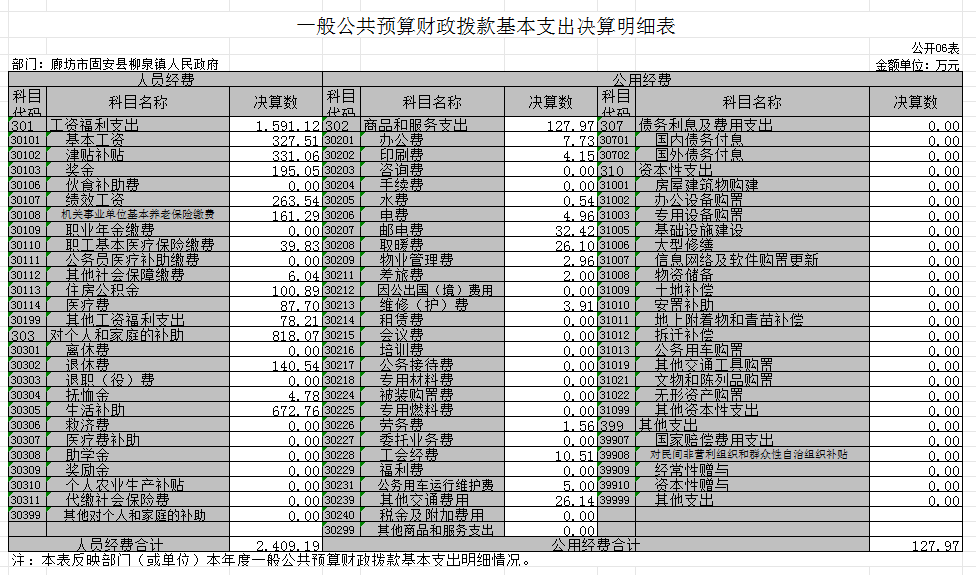 一般公共预算财政拨款基本支出决算明细表
公开06表
部门：廊坊市固安县柳泉镇人民政府 金额单位：万元
人员经费 公用经费
科目代码 科目名称 决算数 科目代码 科目名称 决算数 科目代码 科目名称 决算数
301 工资福利支出 1,591.12 302 商品和服务支出 127.97 307 债务利息及费用支出 0.00
30101 基本工资 327.51 30201 办公费 7.73 30701 国内债务付息 0.00
30102 津贴补贴 331.06 30202 印刷费 4.15 30702 国外债务付息 0.00
30103 奖金 195.05 30203 咨询费 0.00 310 资本性支出 0.00
30106 伙食补助费 0.00 30204 手续费 0.00 31001 房屋建筑物购建 0.00
30107 绩效工资 263.54 30205 水费 0.54 31002 办公设备购置 0.00
30108 机关事业单位基本养老保险缴费 161.29 30206 电费 4.96 31003 专用设备购置 0.00
30109 职业年金缴费 0.00 30207 邮电费 32.42 31005 基础设施建设 0.00
30110 职工基本医疗保险缴费 39.83 30208 取暖费 26.10 31006 大型修缮 0.00
30111 公务员医疗补助缴费 0.00 30209 物业管理费 2.96 31007 信息网络及软件购置更新 0.00
30112 其他社会保障缴费 6.04 30211 差旅费 2.00 31008 物资储备 0.00
30113 住房公积金 100.89 30212 因公出国（境）费用 0.00 31009 土地补偿 0.00
30114 医疗费 87.70 30213 维修（护）费 3.91 31010 安置补助 0.00
30199 其他工资福利支出 78.21 30214 租赁费 0.00 31011 地上附着物和青苗补偿 0.00
303 对个人和家庭的补助 818.07 30215 会议费 0.00 31012 拆迁补偿 0.00
30301 离休费 0.00 30216 培训费 0.00 31013 公务用车购置 0.00
30302 退休费 140.54 30217 公务接待费 0.00 31019 其他交通工具购置 0.00
30303 退职（役）费 0.00 30218 专用材料费 0.00 31021 文物和陈列品购置 0.00
30304 抚恤金 4.78 30224 被装购置费 0.00 31022 无形资产购置 0.00
30305 生活补助 672.76 30225 专用燃料费 0.00 31099 其他资本性支出 0.00
30306 救济费 0.00 30226 劳务费 1.56 399 其他支出 0.00
30307 医疗费补助 0.00 30227 委托业务费 0.00 39907 国家赔偿费用支出 0.00
30308 助学金 0.00 30228 工会经费 10.51 39908 对民间非营利组织和群众性自治组织补贴 0.00
30309 奖励金 0.00 30229 福利费 0.00 39909 经常性赠与 0.00
30310 个人农业生产补贴 0.00 30231 公务用车运行维护费 5.00 39910 资本性赠与 0.00
30311 代缴社会保险费 0.00 30239 其他交通费用 26.14 39999 其他支出 0.00
30399 其他对个人和家庭的补助 0.00 30240 税金及附加费用 0.00
30299 其他商品和服务支出 0.00
人员经费合计 2,409.19 公用经费合计 127.97
注：本表反映部门（或单位）本年度一般公共预算财政拨款基本支出明细情况。